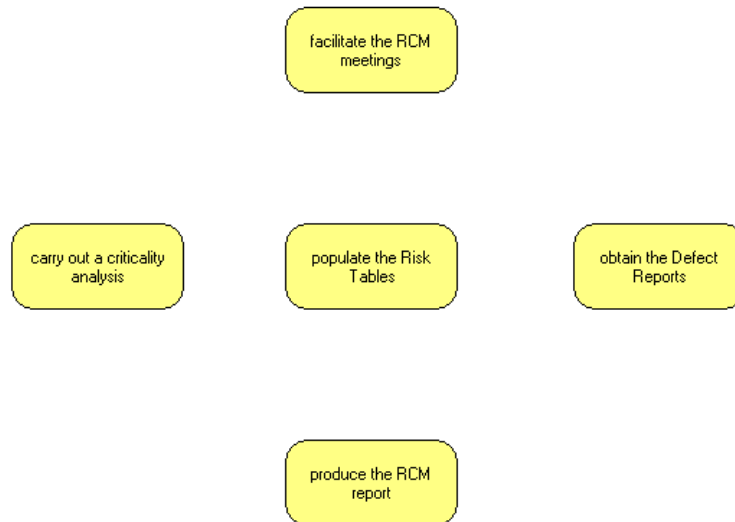 facilitate the RCM
meetings
carry out a criticality
analysis
populate the Risk
Tables
obtain the Defect
Reports
produce the RCM
report